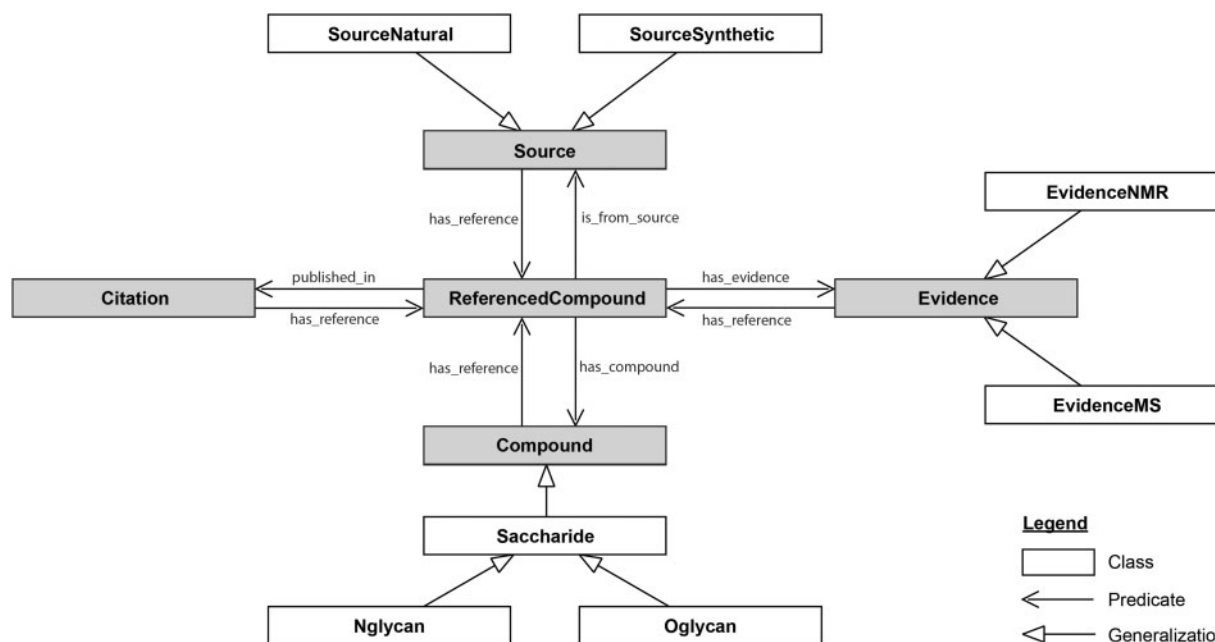 SourceNatural
SourceSynthetic
Source
EvidenceNMR
has_reference
is_from_source
published_in
has_evidence
Citation
ReferencedCompound
Evidence
has_reference
has_reference
has_reference
has_compound
EvidenceMS
Compound
Legend
Saccharide
Class
Predicate
Nglycan
Oglycan
Generalizatio